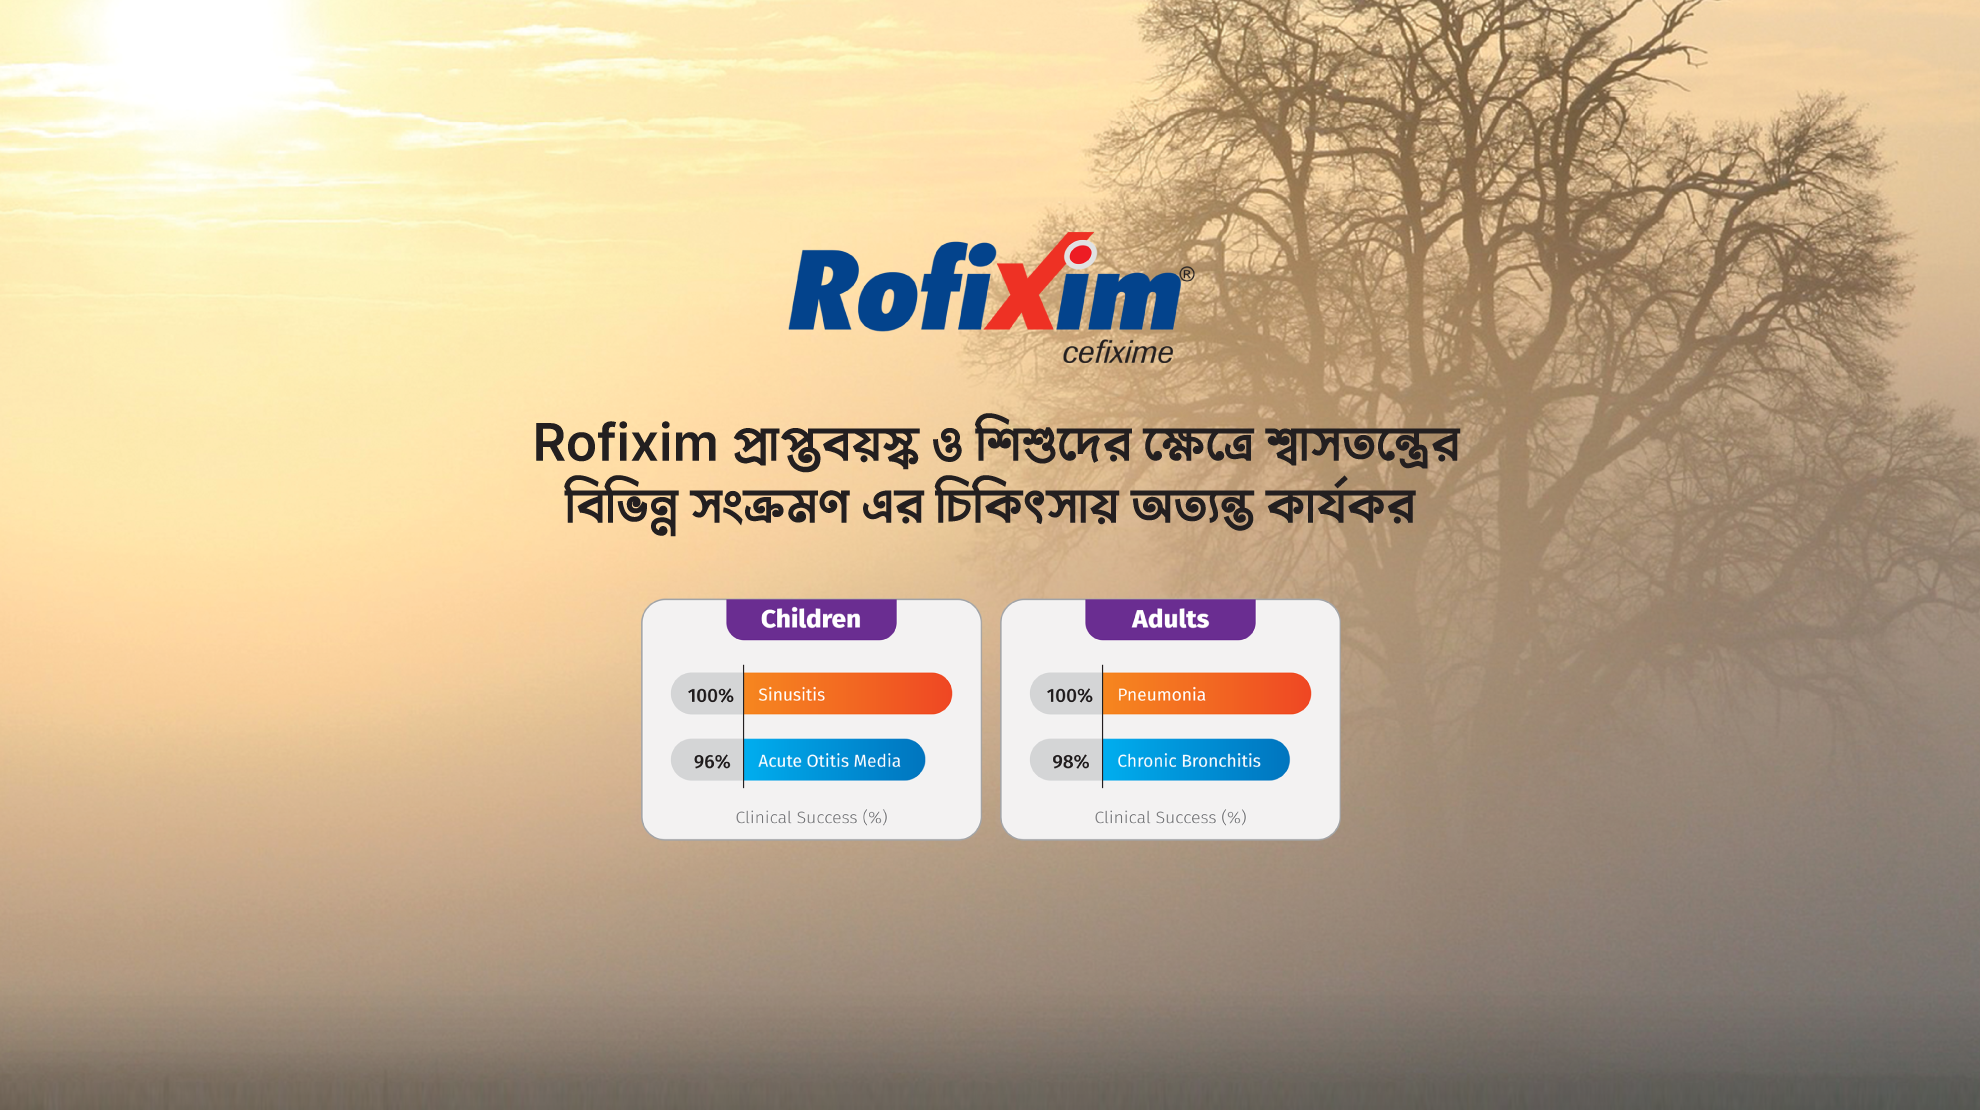 Rofixim®
cefixime
Rofixim প্রাপ্তবয়স্ক ও শিশুদের ক্ষেত্রে শ্বাসতন্ত্রের
বিভিন্ন সংক্রমণ এর চিকিৎসায় অত্যন্ত কার্যকর
Children
100% Sinusitis
96% Acute Otitis Media
Clinical Success (%)
Adults
100% Pneumonia
98% Chronic Bronchitis
Clinical Success (%)